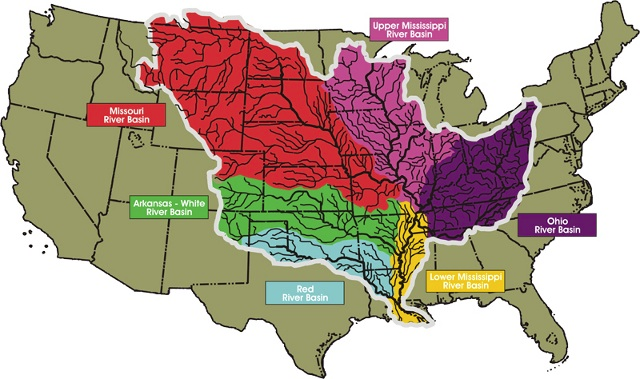 Upper Mississippi
River Basin
Missouri
River Basin
Arkansas - White
River Basin
Ohio
River Basin
Lower Mississippi
River Basin
Red
River Basin